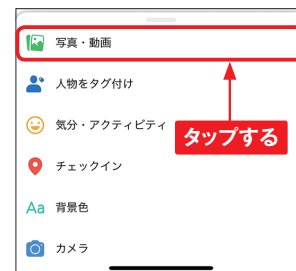 写真・動画
人物をタグ付け
気分・アクティビティ
タップする
チェックイン
Aa 背景色
カメラ